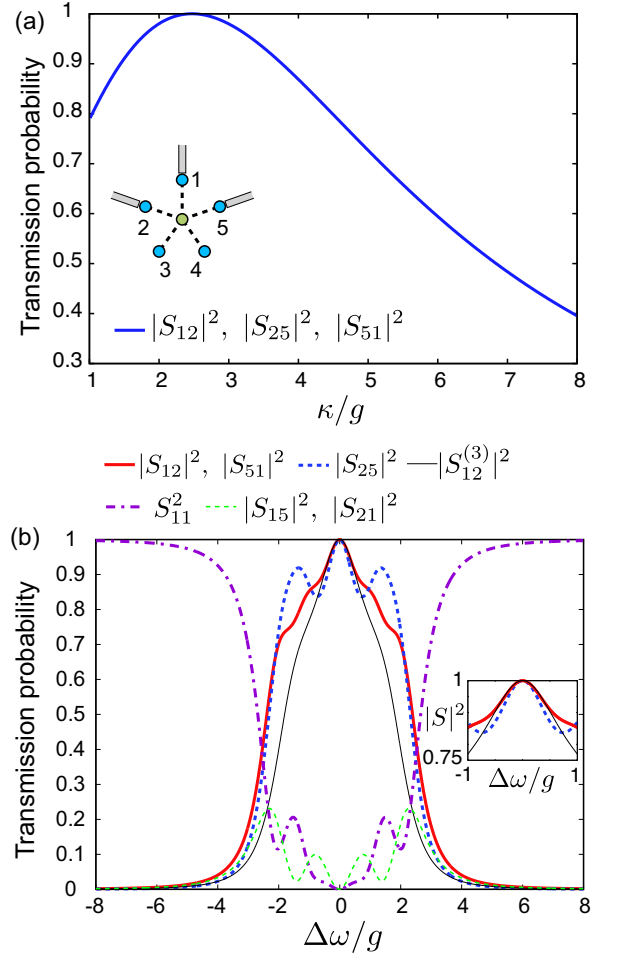 (a)
Transmission probability
1
0.9
0.8
0.7
0.6
0.5
0.4
0.3
1
2 5
3 4
|S₁₂|², |S₂₅|², |S₅₁|²
1 2 3 4 5 6 7 8
κ/g
|S₁₂|², |S₅₁|² |S₂₅|² |S₁₂⁽³⁾|²
S₁₁² |S₁₅|², |S₂₁|²
(b)
Transmission probability
1
0.9
0.8
0.7
0.6
0.5
0.4
0.3
0.2
0.1
0
1
|S|²
0.75
-1 1
Δω/g
-8 -6 -4 -2 0 2 4 6 8
Δω/g